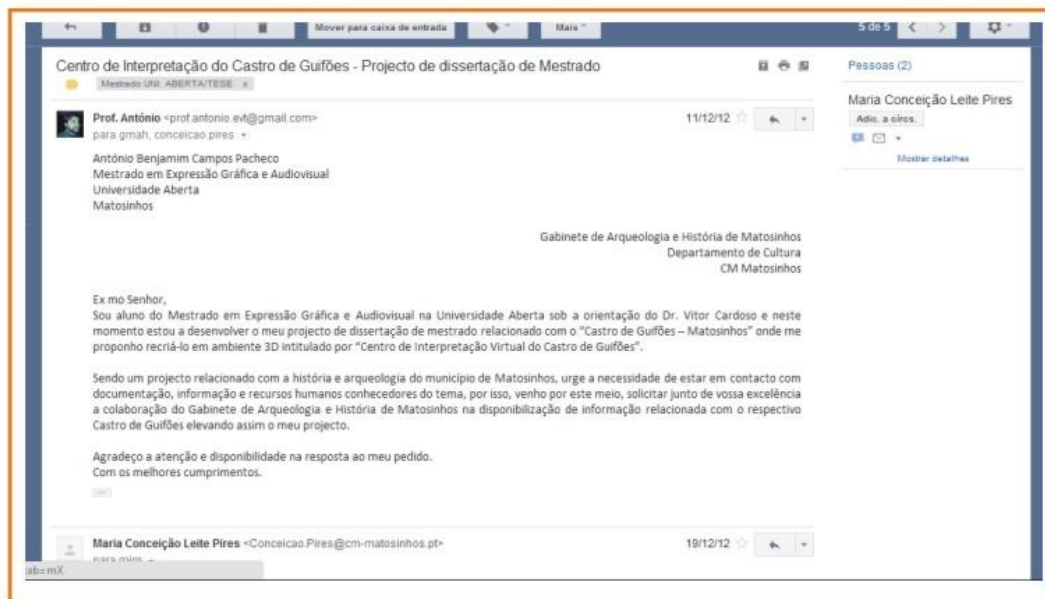 Mover para caixa de entrada
Mais
5 de 5
Centro de Interpretação do Castro de Guifões - Projecto de dissertação de Mestrado
Mestrado UNI. ABERTA/TESE x
Pessoas (2)
Maria Conceição Leite Pires
Adic. a círcs.
Mostrar detalhes
Prof. António <prof.antonio.evt@gmail.com>
11/12/12
para gmah, conceicao.pires
António Benjamim Campos Pacheco
Mestrado em Expressão Gráfica e Audiovisual
Universidade Aberta
Matosinhos
Gabinete de Arqueologia e História de Matosinhos
Departamento de Cultura
CM Matosinhos
Ex mo Senhor,
Sou aluno do Mestrado em Expressão Gráfica e Audiovisual na Universidade Aberta sob a orientação do Dr. Vitor Cardoso e neste
momento estou a desenvolver o meu projecto de dissertação de mestrado relacionado com o "Castro de Guifões – Matosinhos" onde me
proponho recriá-lo em ambiente 3D intitulado por "Centro de Interpretação Virtual do Castro de Guifões".
Sendo um projecto relacionado com a história e arqueologia do município de Matosinhos, urge a necessidade de estar em contacto com
documentação, informação e recursos humanos conhecedores do tema, por isso, venho por este meio, solicitar junto de vossa excelência
a colaboração do Gabinete de Arqueologia e História de Matosinhos na disponibilização de informação relacionada com o respectivo
Castro de Guifões elevando assim o meu projecto.
Agradeço a atenção e disponibilidade na resposta ao meu pedido.
Com os melhores cumprimentos.
Maria Conceição Leite Pires <Conceicao.Pires@cm-matosinhos.pt>
19/12/12
para mim
tab=mX